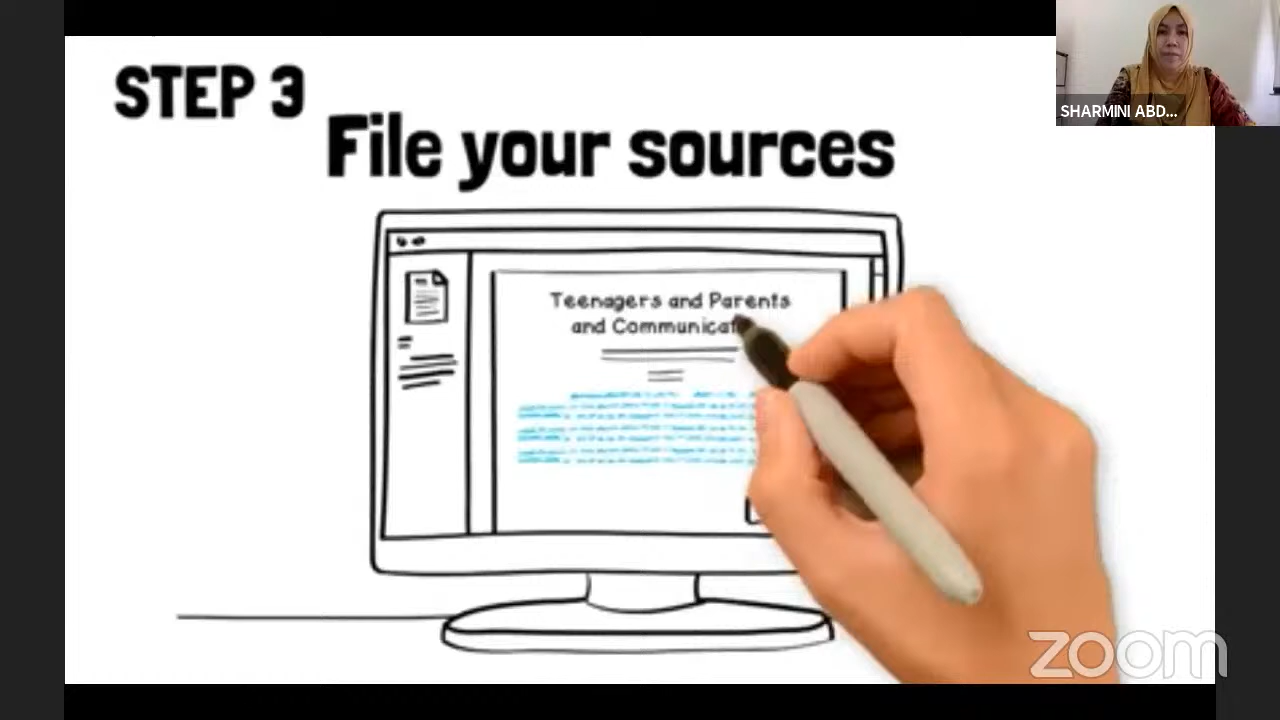 STEP 3
File your sources
SHARMINI ABD...
Teenagers and Parents
and Communicat
zoom